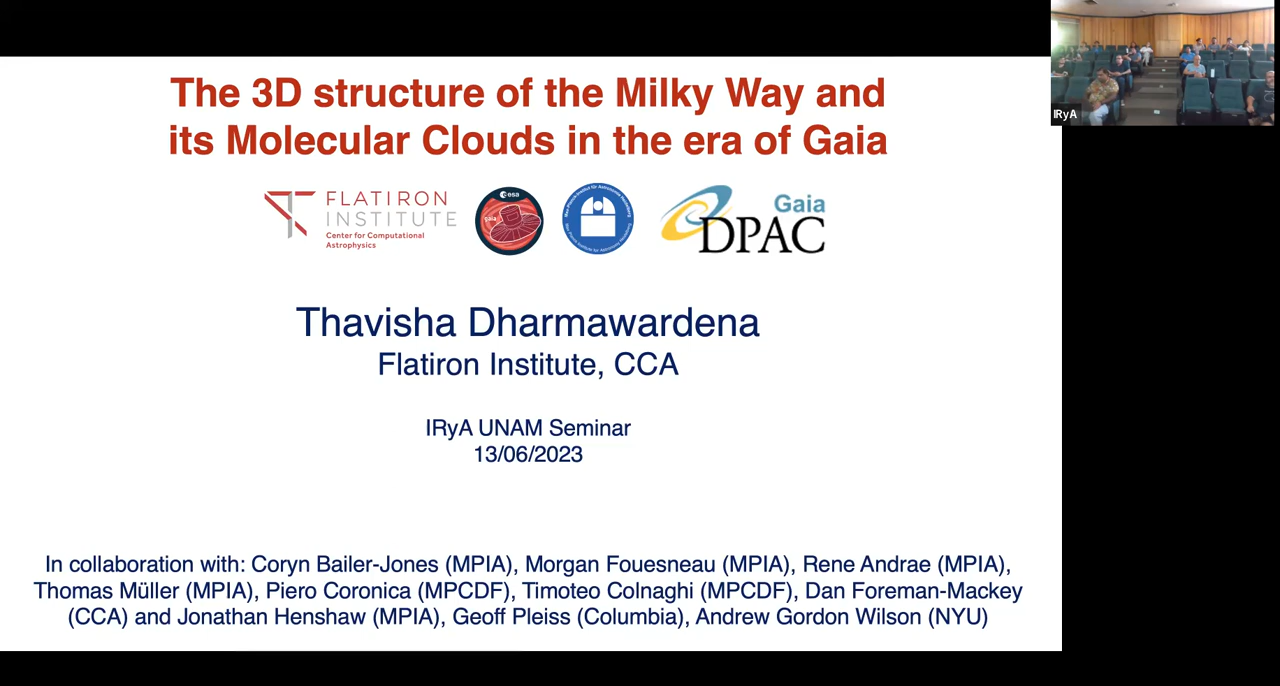 The 3D structure of the Milky Way and
its Molecular Clouds in the era of Gaia
FLATIRON
INSTITUTE
Center for Computational
Astrophysics
esa
gaia
Gaia
DPAC
Thavisha Dharmawardena
Flatiron Institute, CCA
IRyA UNAM Seminar
13/06/2023
In collaboration with: Coryn Bailer-Jones (MPIA), Morgan Fouesneau (MPIA), Rene Andrae (MPIA),
Thomas Müller (MPIA), Piero Coronica (MPCDF), Timoteo Colnaghi (MPCDF), Dan Foreman-Mackey
(CCA) and Jonathan Henshaw (MPIA), Geoff Pleiss (Columbia), Andrew Gordon Wilson (NYU)
IRyA